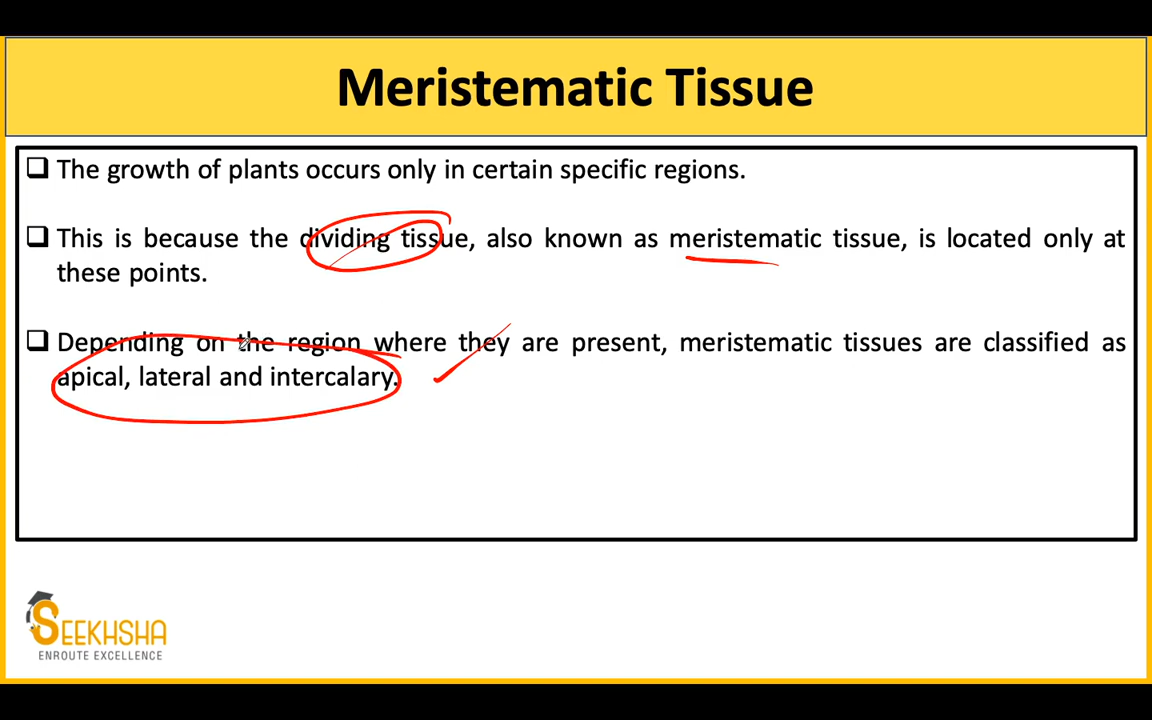 Meristematic Tissue
The growth of plants occurs only in certain specific regions.
This is because the dividing tissue, also known as meristematic tissue, is located only at
these points.
Depending on the region where they are present, meristematic tissues are classified as
apical, lateral and intercalary.
SEEKHSHA
ENROUTE EXCELLENCE